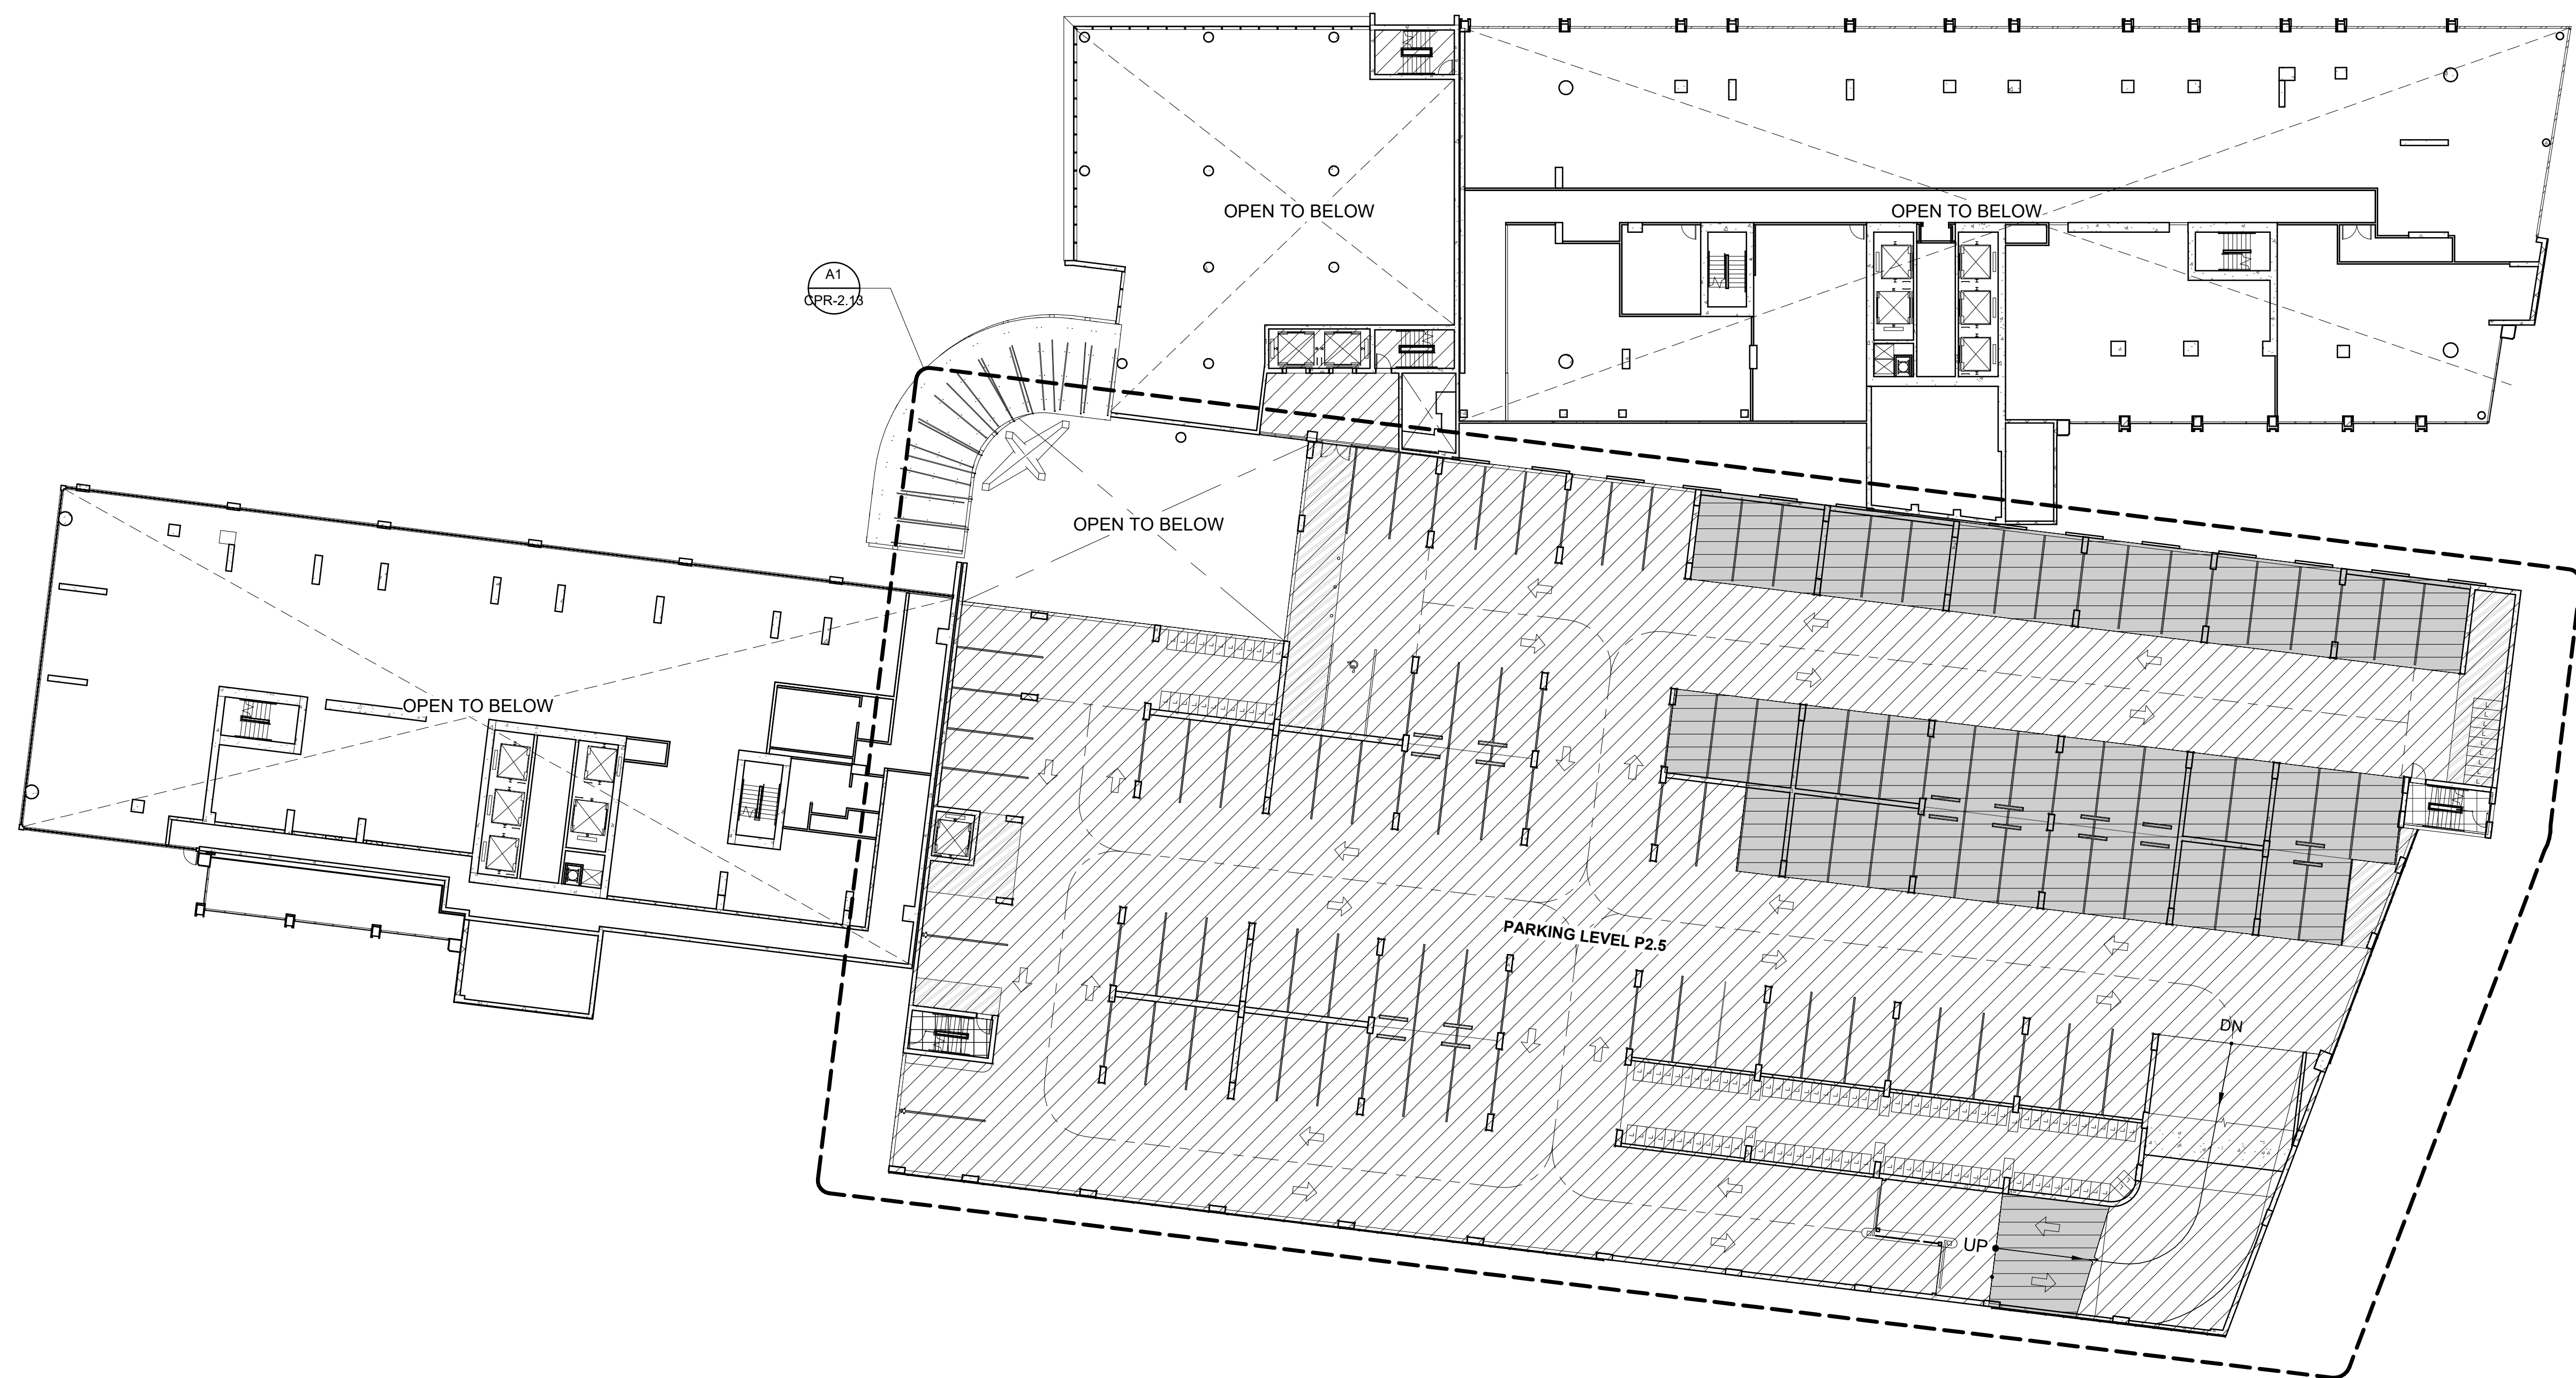 OPEN TO BELOW
OPEN TO BELOW
A1
CPR-2.13
OPEN TO BELOW
OPEN TO BELOW
PARKING LEVEL P2.5
DN
UP